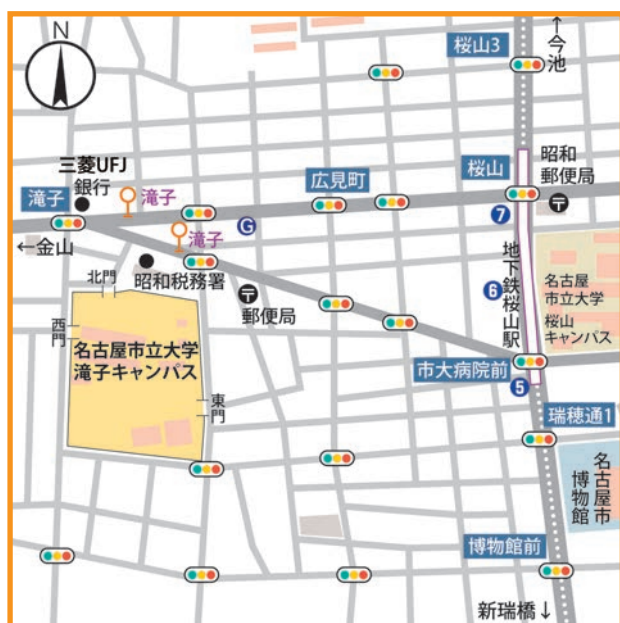 N
桜山3
↑今池
三菱UFJ
銀行
滝子
滝子
広見町
桜山
昭和
郵便局
〒
7
G
滝子
←金山
昭和税務署
北門
〒
郵便局
地下鉄桜山駅
6
名古屋
市立大学
桜山
キャンパス
西門
名古屋市立大学
滝子キャンパス
東門
市大病院前
5
瑞穂通1
名古屋市
博物館
博物館前
新瑞橋↓